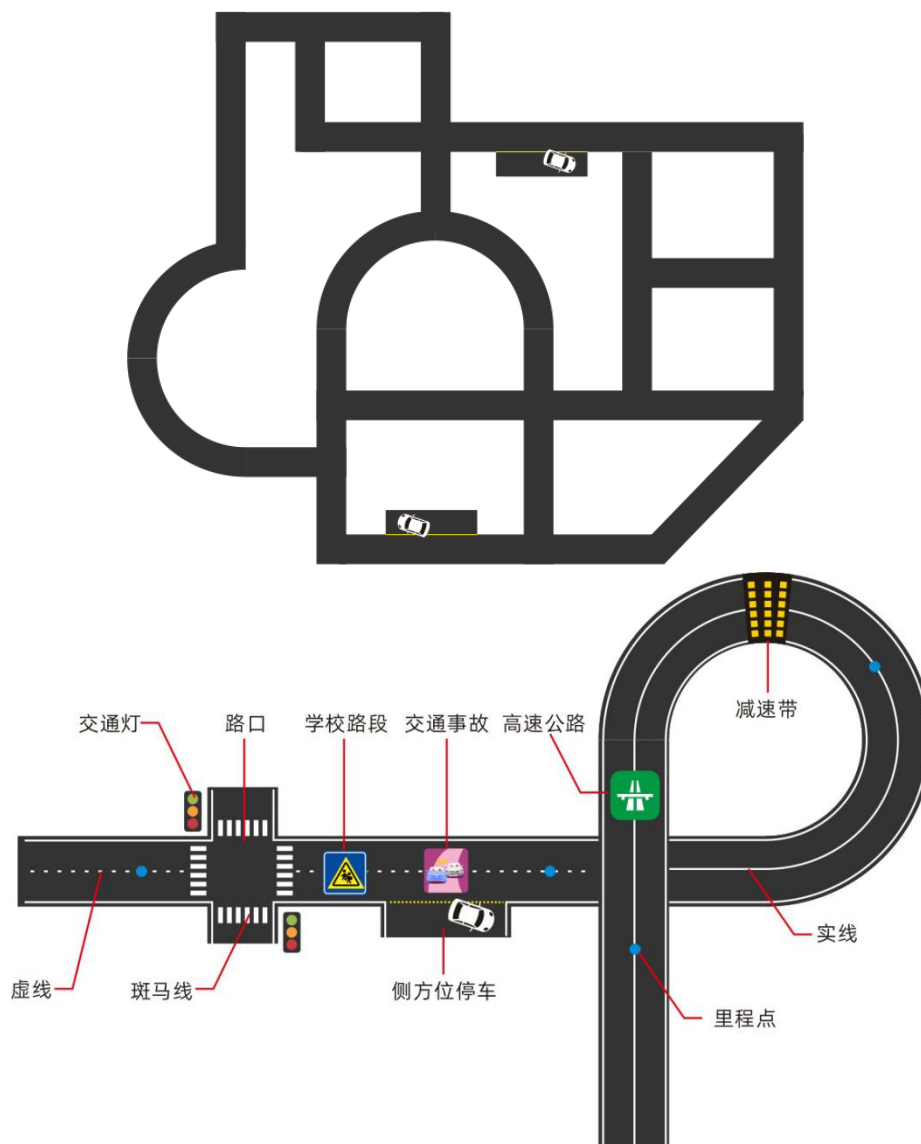 减速带
交通灯
路口
学校路段
交通事故
高速公路
实线
虚线
斑马线
侧方位停车
里程点